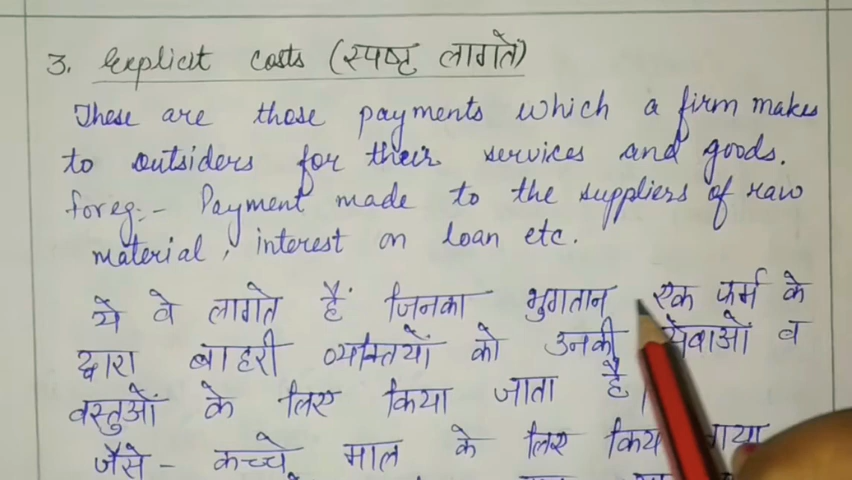 3. Explicit costs (स्पष्ट लागते)
These are those payments which a firm makes
to outsiders for their services and goods.
for eg:- Payment made to the suppliers of raw
material, interest on loan etc.
ये वे लागते हैं जिनका भुगतान एक फर्म के
द्वारा बाहरी व्यक्तियों को उनकी सेवाओं व
वस्तुओं के लिए किया जाता है।
जैसे - कच्चे माल के लिए किया गया